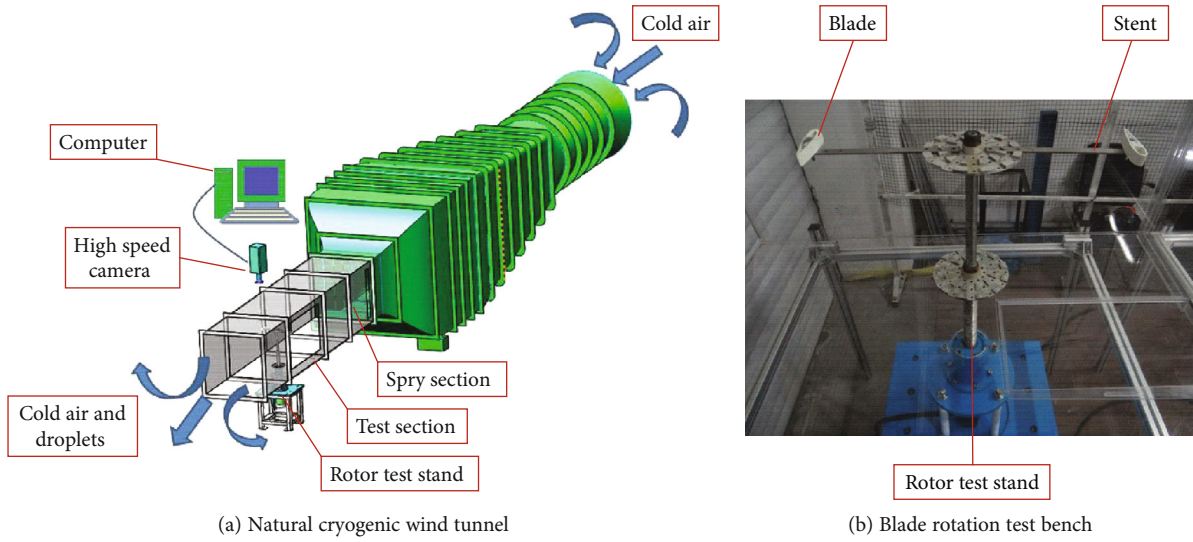 Cold air
Blade
Stent
Computer
High speed
camera
Spry section
Cold air and
droplets
Test section
Rotor test stand
Rotor test stand
(a) Natural cryogenic wind tunnel
(b) Blade rotation test bench